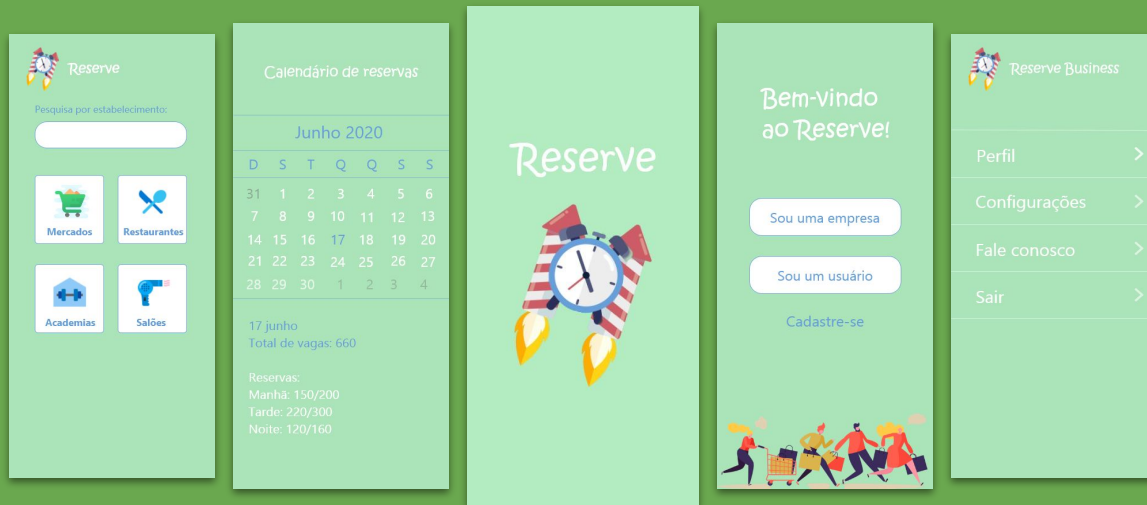 Reserve
Pesquisa por estabelecimento:
Mercados
Restaurantes
Academias
Salões
Calendário de reservas
Junho 2020
D S T Q Q S S
31 1 2 3 4 5 6
7 8 9 10 11 12 13
14 15 16 17 18 19 20
21 22 23 24 25 26 27
28 29 30 1 2 3 4
17 junho
Total de vagas: 660
Reservas:
Manhã: 150/200
Tarde: 220/300
Noite: 120/160
Reserve
Bem-vindo
ao Reserve!
Sou uma empresa
Sou um usuário
Cadastre-se
Reserve Business
Perfil
Configurações
Fale conosco
Sair